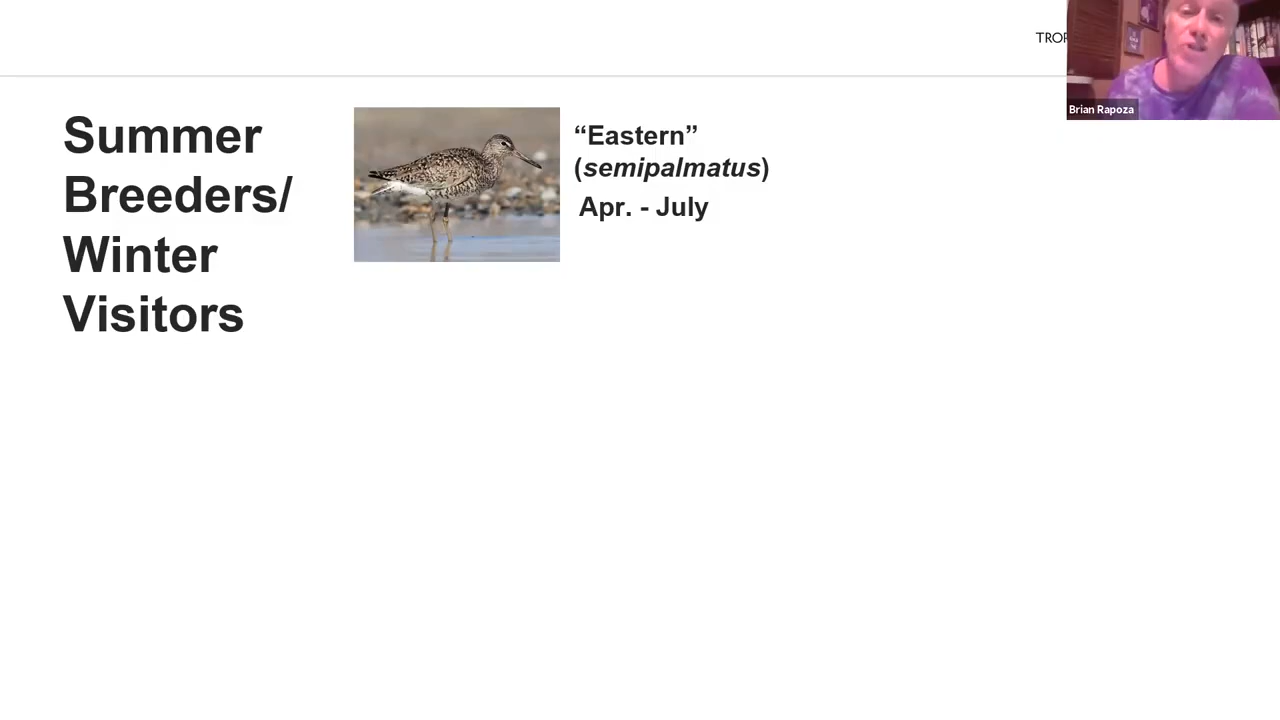 TROP
Brian Rapoza
Summer
Breeders/
Winter
Visitors
“Eastern”
(semipalmatus)
Apr. - July